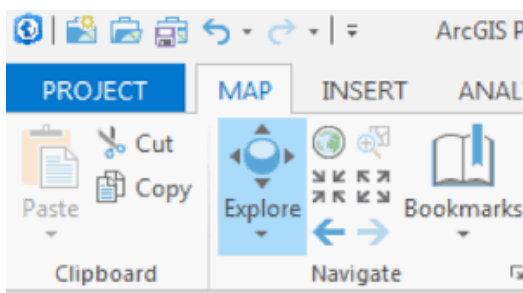 ArcGIS P
PROJECT MAP INSERT ANAL
Cut
Copy
Paste
Explore
Bookmarks
Clipboard Navigate